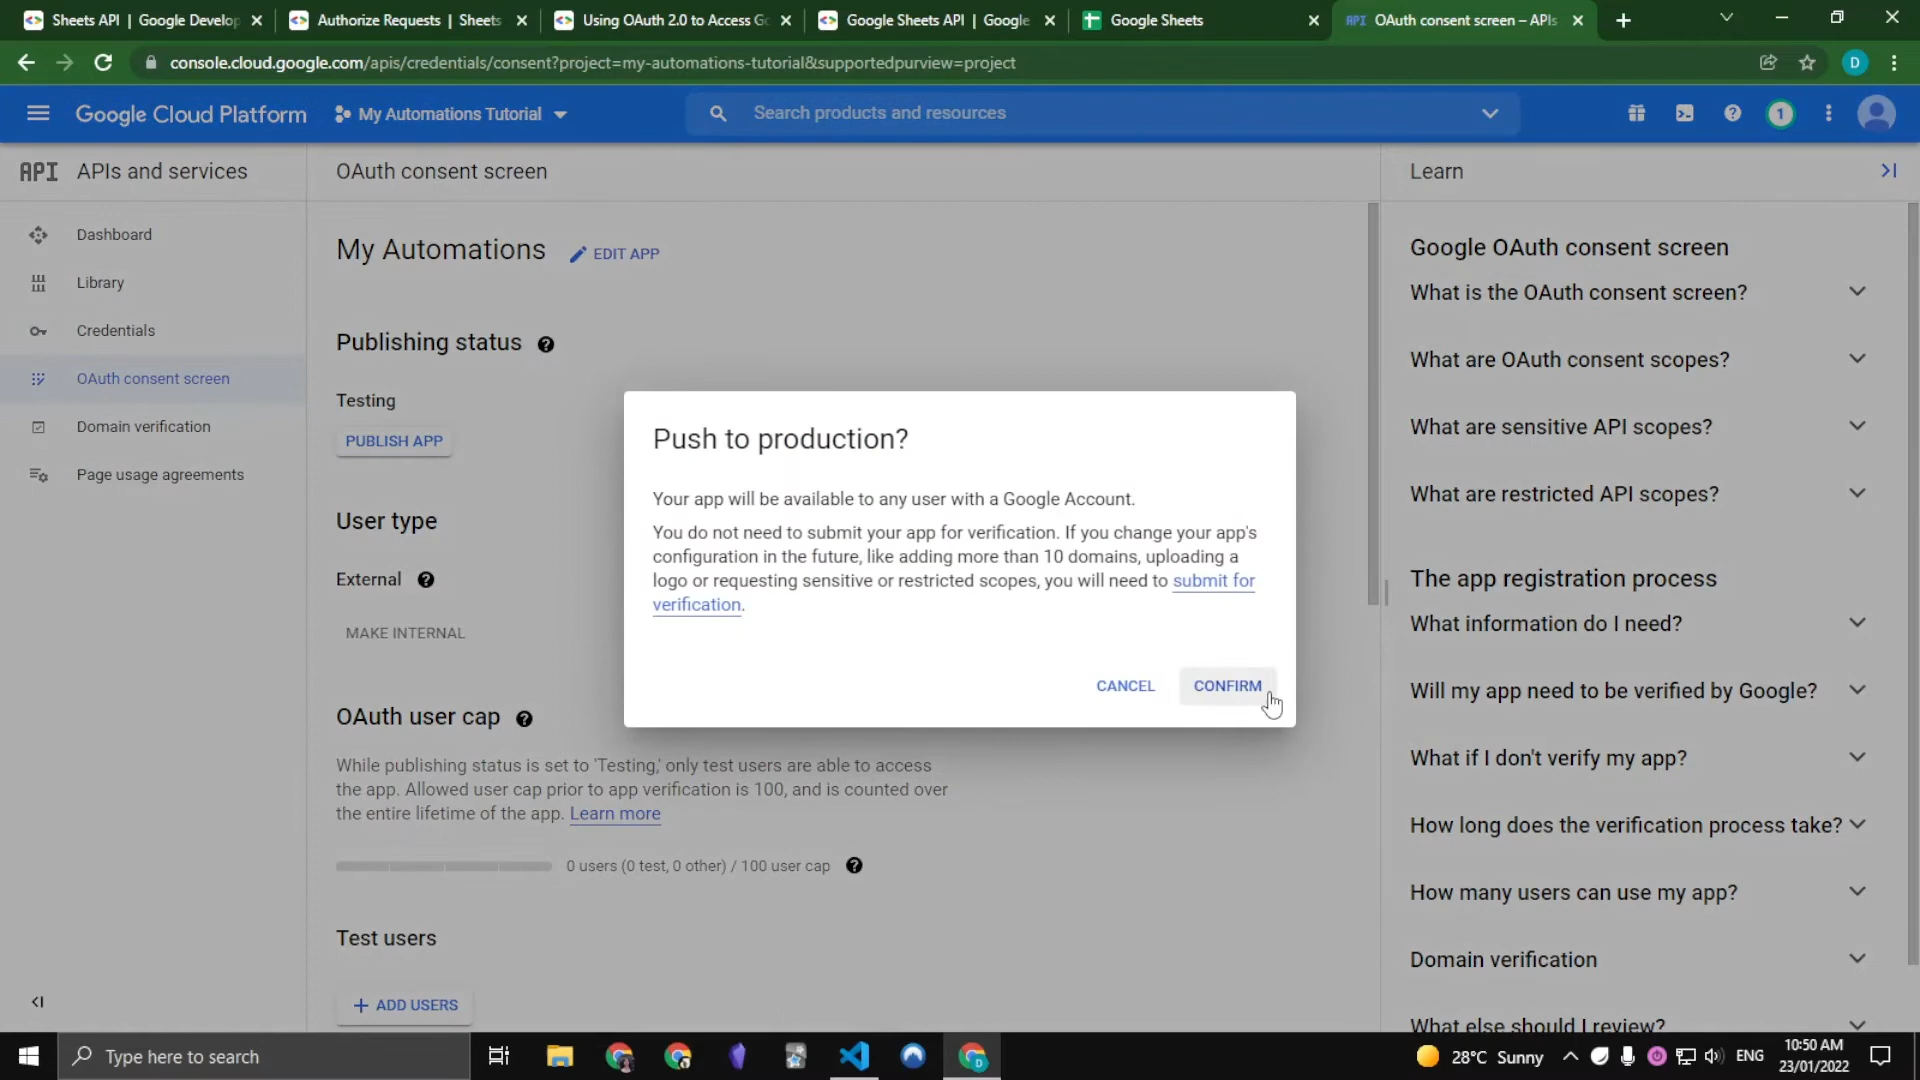 Sheets API | Google Develop
Authorize Requests | Sheets
Using OAuth 2.0 to Access Go
Google Sheets API | Google
Google Sheets
API OAuth consent screen – APIs
console.cloud.google.com/apis/credentials/consent?project=my-automations-tutorial&supportedpurview=project
D
Google Cloud Platform
My Automations Tutorial
Search products and resources
1
API APIs and services
Dashboard
Library
Credentials
OAuth consent screen
Domain verification
Page usage agreements
OAuth consent screen
My Automations
EDIT APP
Publishing status
Testing
PUBLISH APP
User type
External
MAKE INTERNAL
OAuth user cap
While publishing status is set to 'Testing,' only test users are able to access
the app. Allowed user cap prior to app verification is 100, and is counted over
the entire lifetime of the app. Learn more
0 users (0 test, 0 other) / 100 user cap
Test users
+ ADD USERS
Push to production?
Your app will be available to any user with a Google Account.
You do not need to submit your app for verification. If you change your app's
configuration in the future, like adding more than 10 domains, uploading a
logo or requesting sensitive or restricted scopes, you will need to submit for
verification.
CANCEL
CONFIRM
Learn
Google OAuth consent screen
What is the OAuth consent screen?
What are OAuth consent scopes?
What are sensitive API scopes?
What are restricted API scopes?
The app registration process
What information do I need?
Will my app need to be verified by Google?
What if I don't verify my app?
How long does the verification process take?
How many users can use my app?
Domain verification
What else should I review?
Type here to search
28°C Sunny
ENG
10:50 AM
23/01/2022